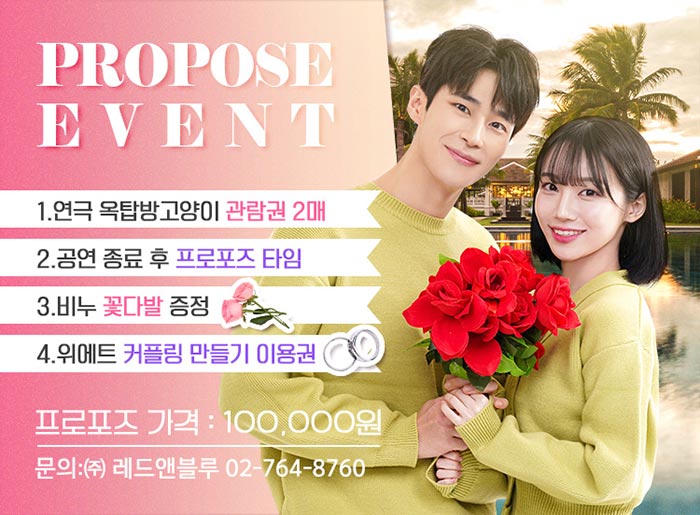 PROPOSE
EVENT
1.연극 옥탑방고양이 관람권 2매
2.공연 종료 후 프로포즈 타임
3.비누 꽃다발 증정
4.위에트 커플링 만들기 이용권
프로포즈 가격 : 100,000원
문의:㈜ 레드앤블루 02-764-8760